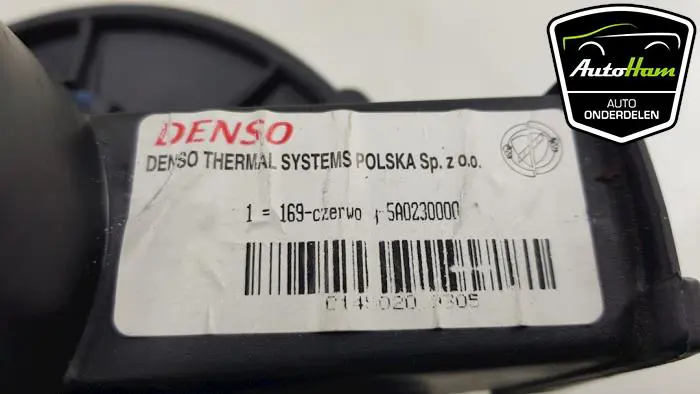 AutoHam
AUTO
ONDERDELEN
DENSO
DENSO THERMAL SYSTEMS POLSKA Sp. z o.o.
1 = 169-czerwo 5A0230000